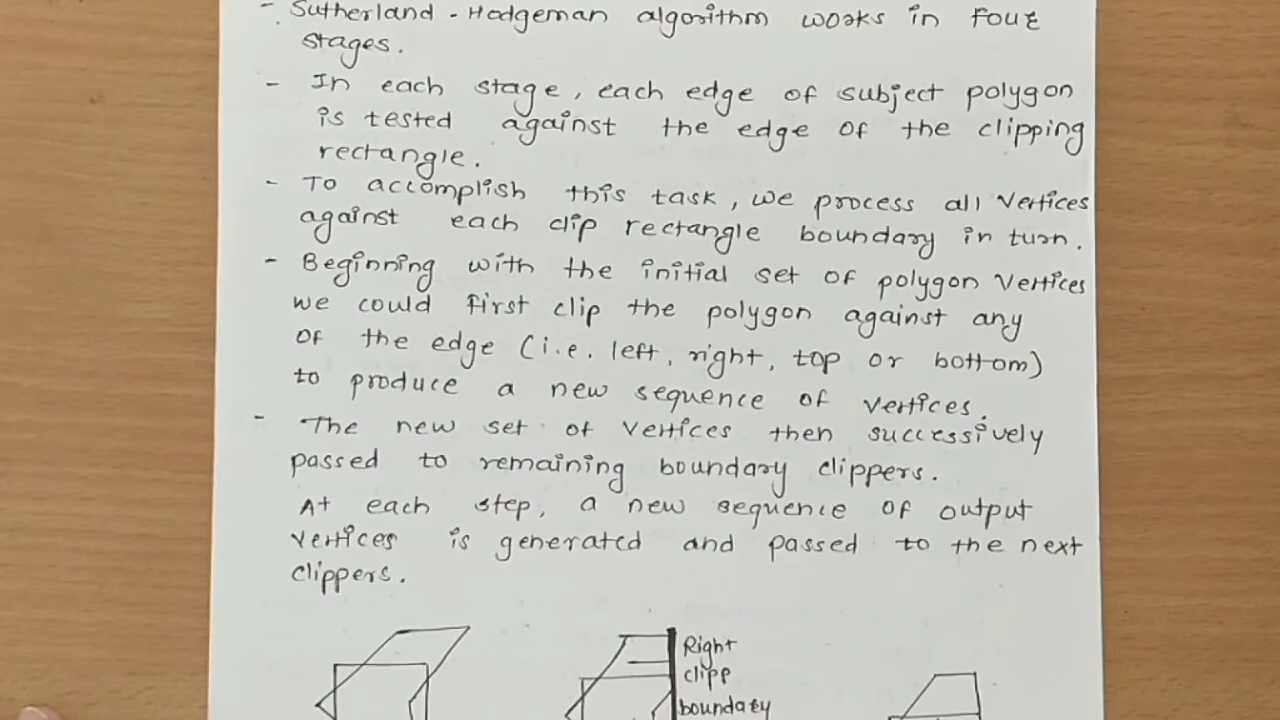 - Sutherland - Hodgeman algorithm works in four
stages.
- In each stage, each edge of subject polygon
is tested against the edge of the clipping
rectangle.
- To accomplish this task, we process all vertices
against each clip rectangle boundary in turn.
- Beginning with the initial set of polygon vertices
we could first clip the polygon against any
of the edge (i.e. left, right, top or bottom)
to produce a new sequence of vertices.
- The new set of vertices then successively
passed to remaining boundary clippers.
At each step, a new sequence of output
vertices is generated and passed to the next
clippers.
Right
clipp
boundary